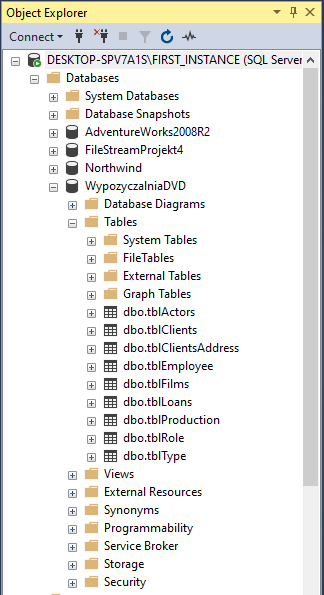 Object Explorer
Connect
DESKTOP-SPV7A1S\FIRST_INSTANCE (SQL Server
Databases
System Databases
Database Snapshots
AdventureWorks2008R2
FileStreamProjekt4
Northwind
WypozyczalniaDVD
Database Diagrams
Tables
System Tables
FileTables
External Tables
Graph Tables
dbo.tblActors
dbo.tblClients
dbo.tblClientsAddress
dbo.tblEmployee
dbo.tblFilms
dbo.tblLoans
dbo.tblProduction
dbo.tblRole
dbo.tblType
Views
External Resources
Synonyms
Programmability
Service Broker
Storage
Security